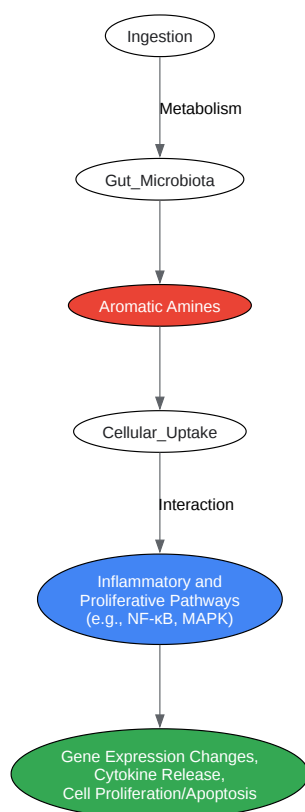 Ingestion
Metabolism
Gut_Microbiota
Aromatic Amines
Cellular_Uptake
Interaction
Inflammatory and
Proliferative Pathways
(e.g., NF-κB, MAPK)
Gene Expression Changes,
Cytokine Release,
Cell Proliferation/Apoptosis